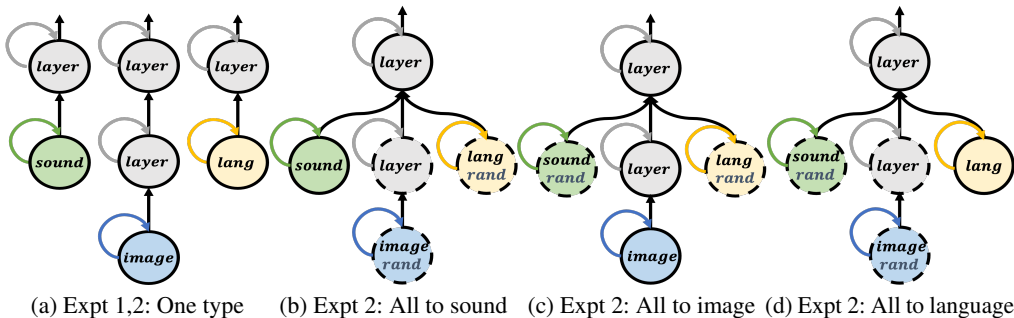 layer layer layer
sound layer lang
image
(a) Expt 1,2: One type
layer
sound layer lang
rand
image
rand
(b) Expt 2: All to sound
layer
sound
rand
layer
lang
rand
image
(c) Expt 2: All to image
layer
sound
rand
layer
lang
image
rand
(d) Expt 2: All to language